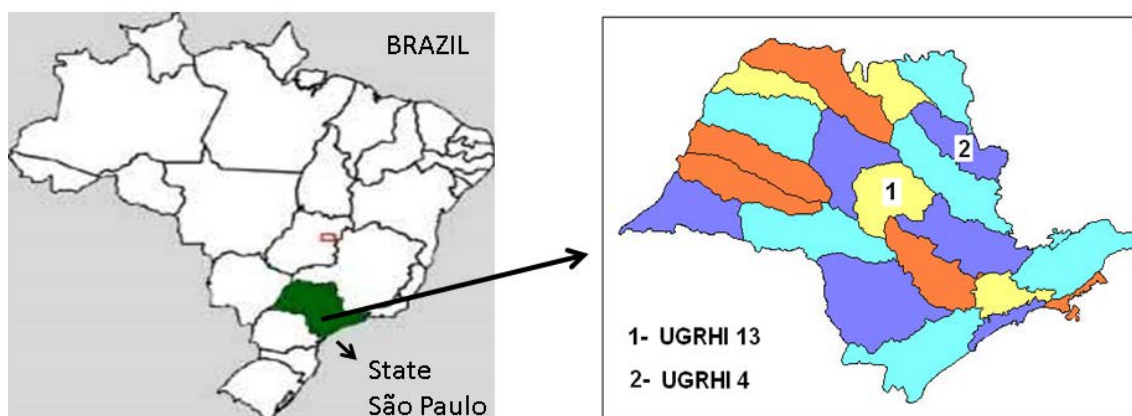 BRAZIL
State
São Paulo
1
2
1- UGRHI 13
2- UGRHI 4